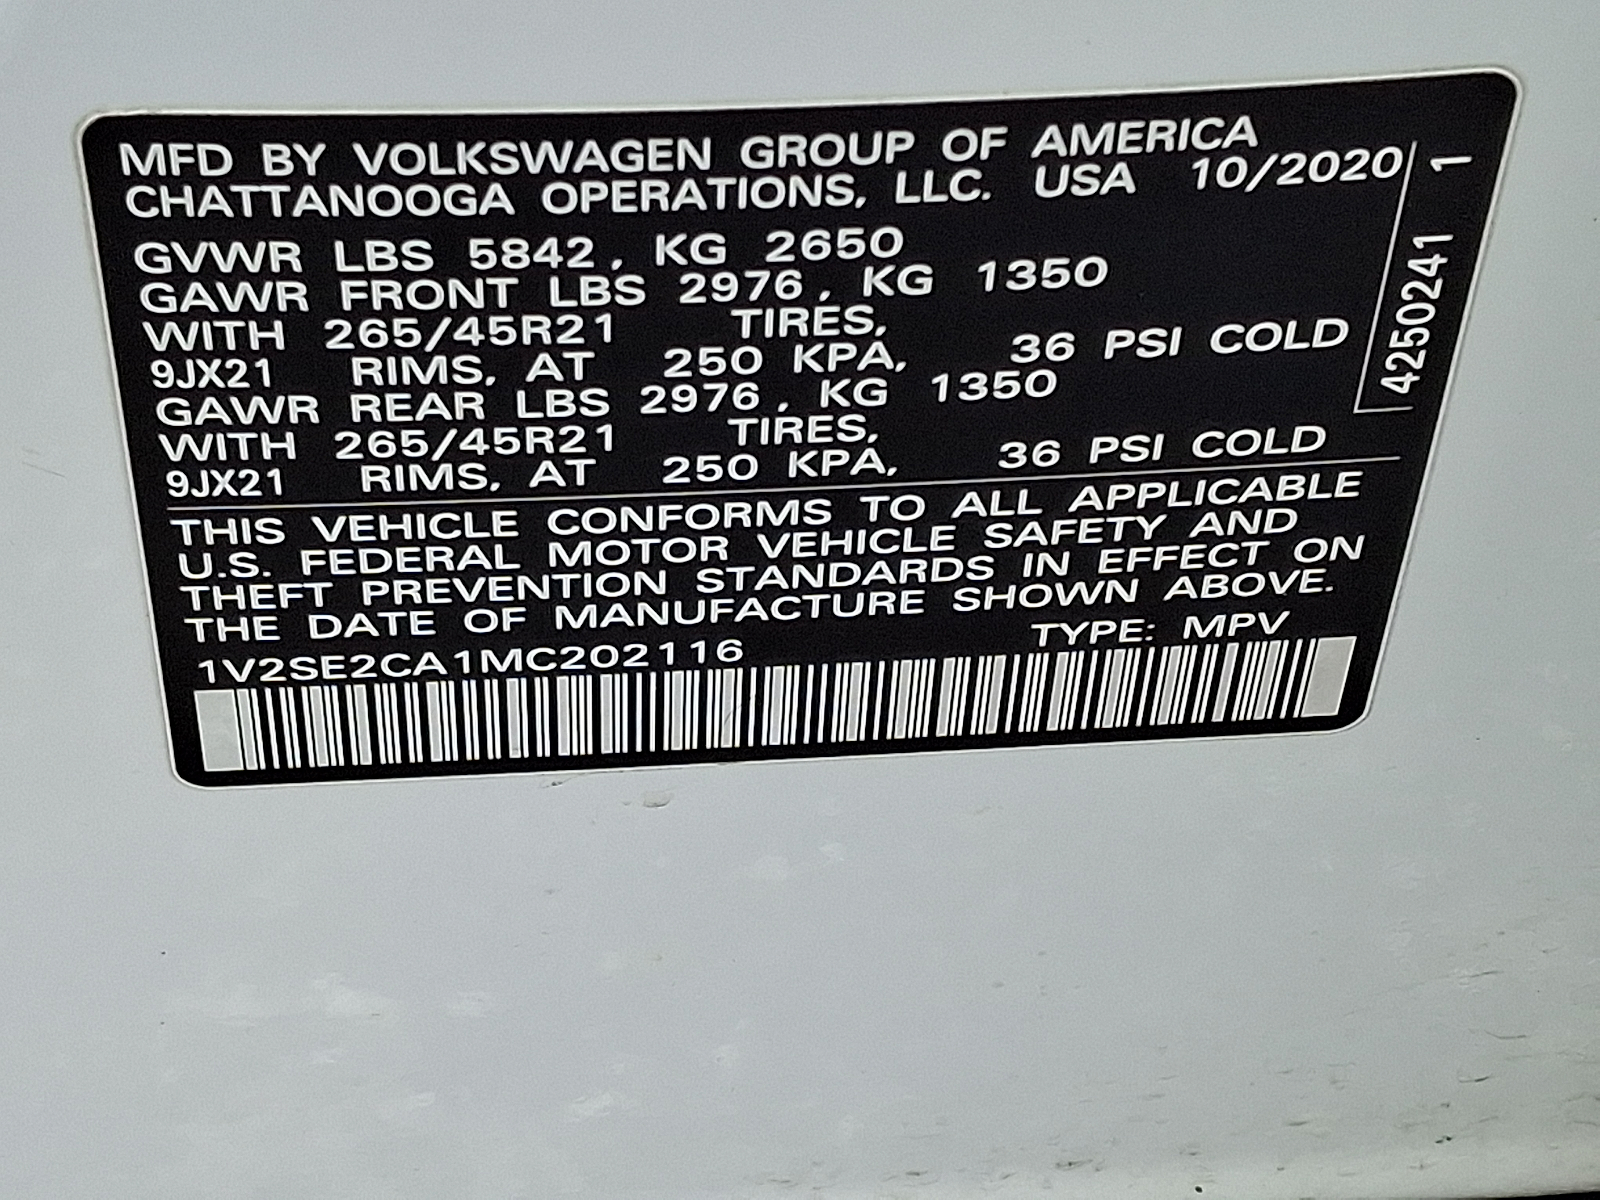 MFD BY VOLKSWAGEN GROUP OF AMERICA
CHATTANOOGA OPERATIONS, LLC. USA 10/2020
GVWR LBS 5842, KG 2650
GAWR FRONT LBS 2976, KG 1350
WITH 265/45R21 TIRES,
9JX21 RIMS, AT 250 KPA, 36 PSI COLD
GAWR REAR LBS 2976, KG 1350
WITH 265/45R21 TIRES,
9JX21 RIMS, AT 250 KPA, 36 PSI COLD
THIS VEHICLE CONFORMS TO ALL APPLICABLE
U.S. FEDERAL MOTOR VEHICLE SAFETY AND
THEFT PREVENTION STANDARDS IN EFFECT ON
THE DATE OF MANUFACTURE SHOWN ABOVE.
1V2SE2CA1MC202116 TYPE: MPV
42502411 1